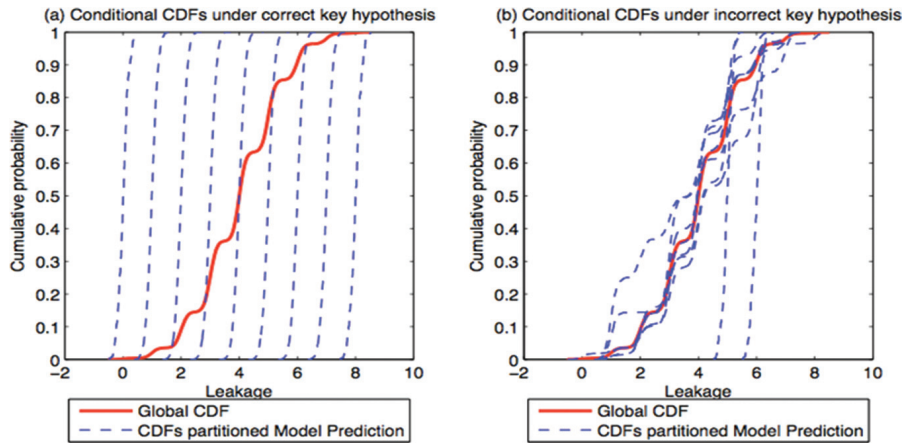 (a) Conditional CDFs under correct key hypothesis
1
0.9
0.8
0.7
0.6
0.5
0.4
0.3
0.2
0.1
0
Cumulative probability
−2 0 2 4 6 8 10
Leakage
Global CDF
CDFs partitioned Model Prediction
(b) Conditional CDFs under incorrect key hypothesis
1
0.9
0.8
0.7
0.6
0.5
0.4
0.3
0.2
0.1
0
Cumulative probability
−2 0 2 4 6 8 10
Leakage
Global CDF
CDFs partitioned Model Prediction